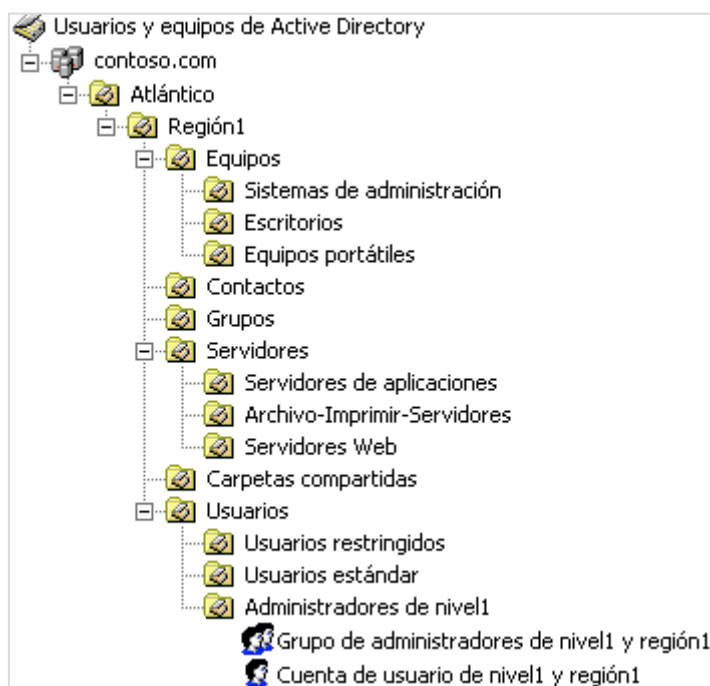 Usuarios y equipos de Active Directory
contoso.com
Atlántico
Región1
Equipos
Sistemas de administración
Escritorios
Equipos portátiles
Contactos
Grupos
Servidores
Servidores de aplicaciones
Archivo-Imprimir-Servidores
Servidores Web
Carpetas compartidas
Usuarios
Usuarios restringidos
Usuarios estándar
Administradores de nivel1
Grupo de administradores de nivel1 y región1
Cuenta de usuario de nivel1 y región1